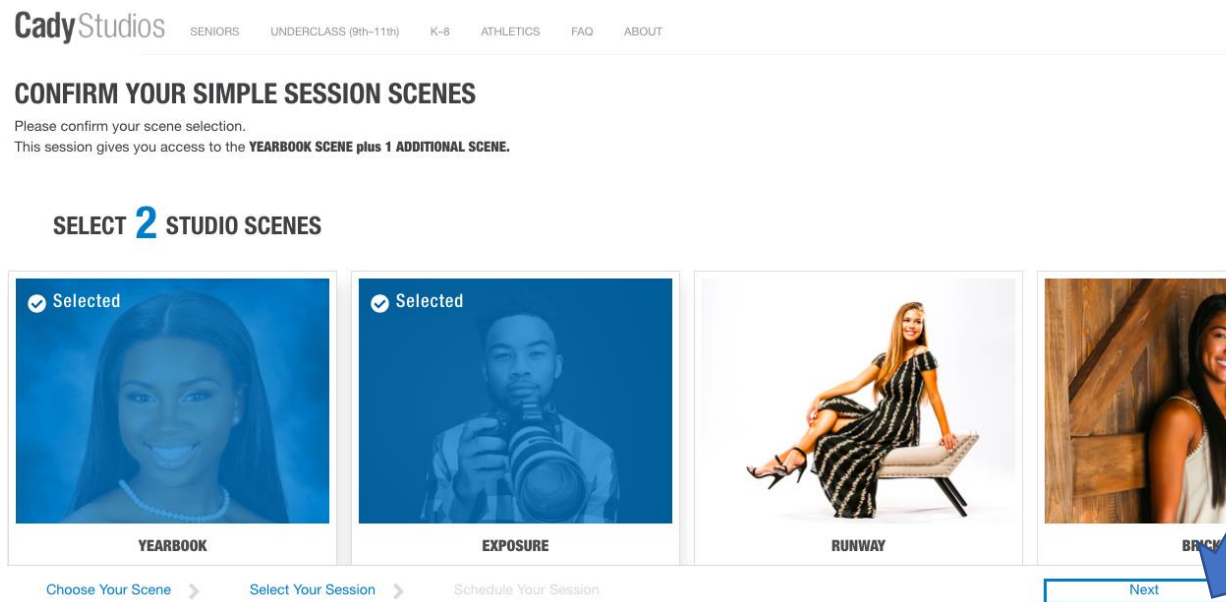 CadyStudios SENIORS UNDERCLASS (9th–11th) K–8 ATHLETICS FAQ ABOUT
CONFIRM YOUR SIMPLE SESSION SCENES
Please confirm your scene selection.
This session gives you access to the YEARBOOK SCENE plus 1 ADDITIONAL SCENE.
SELECT 2 STUDIO SCENES
Selected Selected
YEARBOOK EXPOSURE RUNWAY
Choose Your Scene Select Your Session Schedule Your Session Next